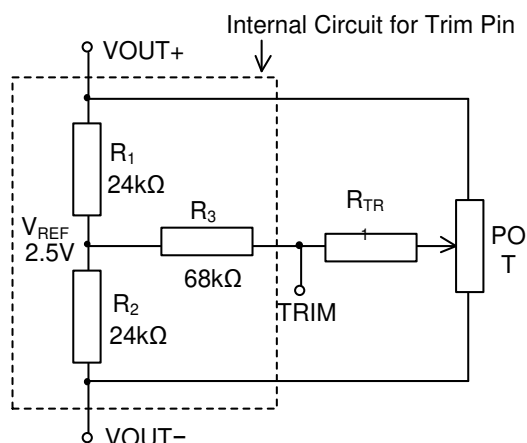 Internal Circuit for Trim Pin
VOUT+
R1
24kΩ
VREF
2.5V
R3
68kΩ
RTR
1
PO
T
TRIM
R2
24kΩ
VOUT−